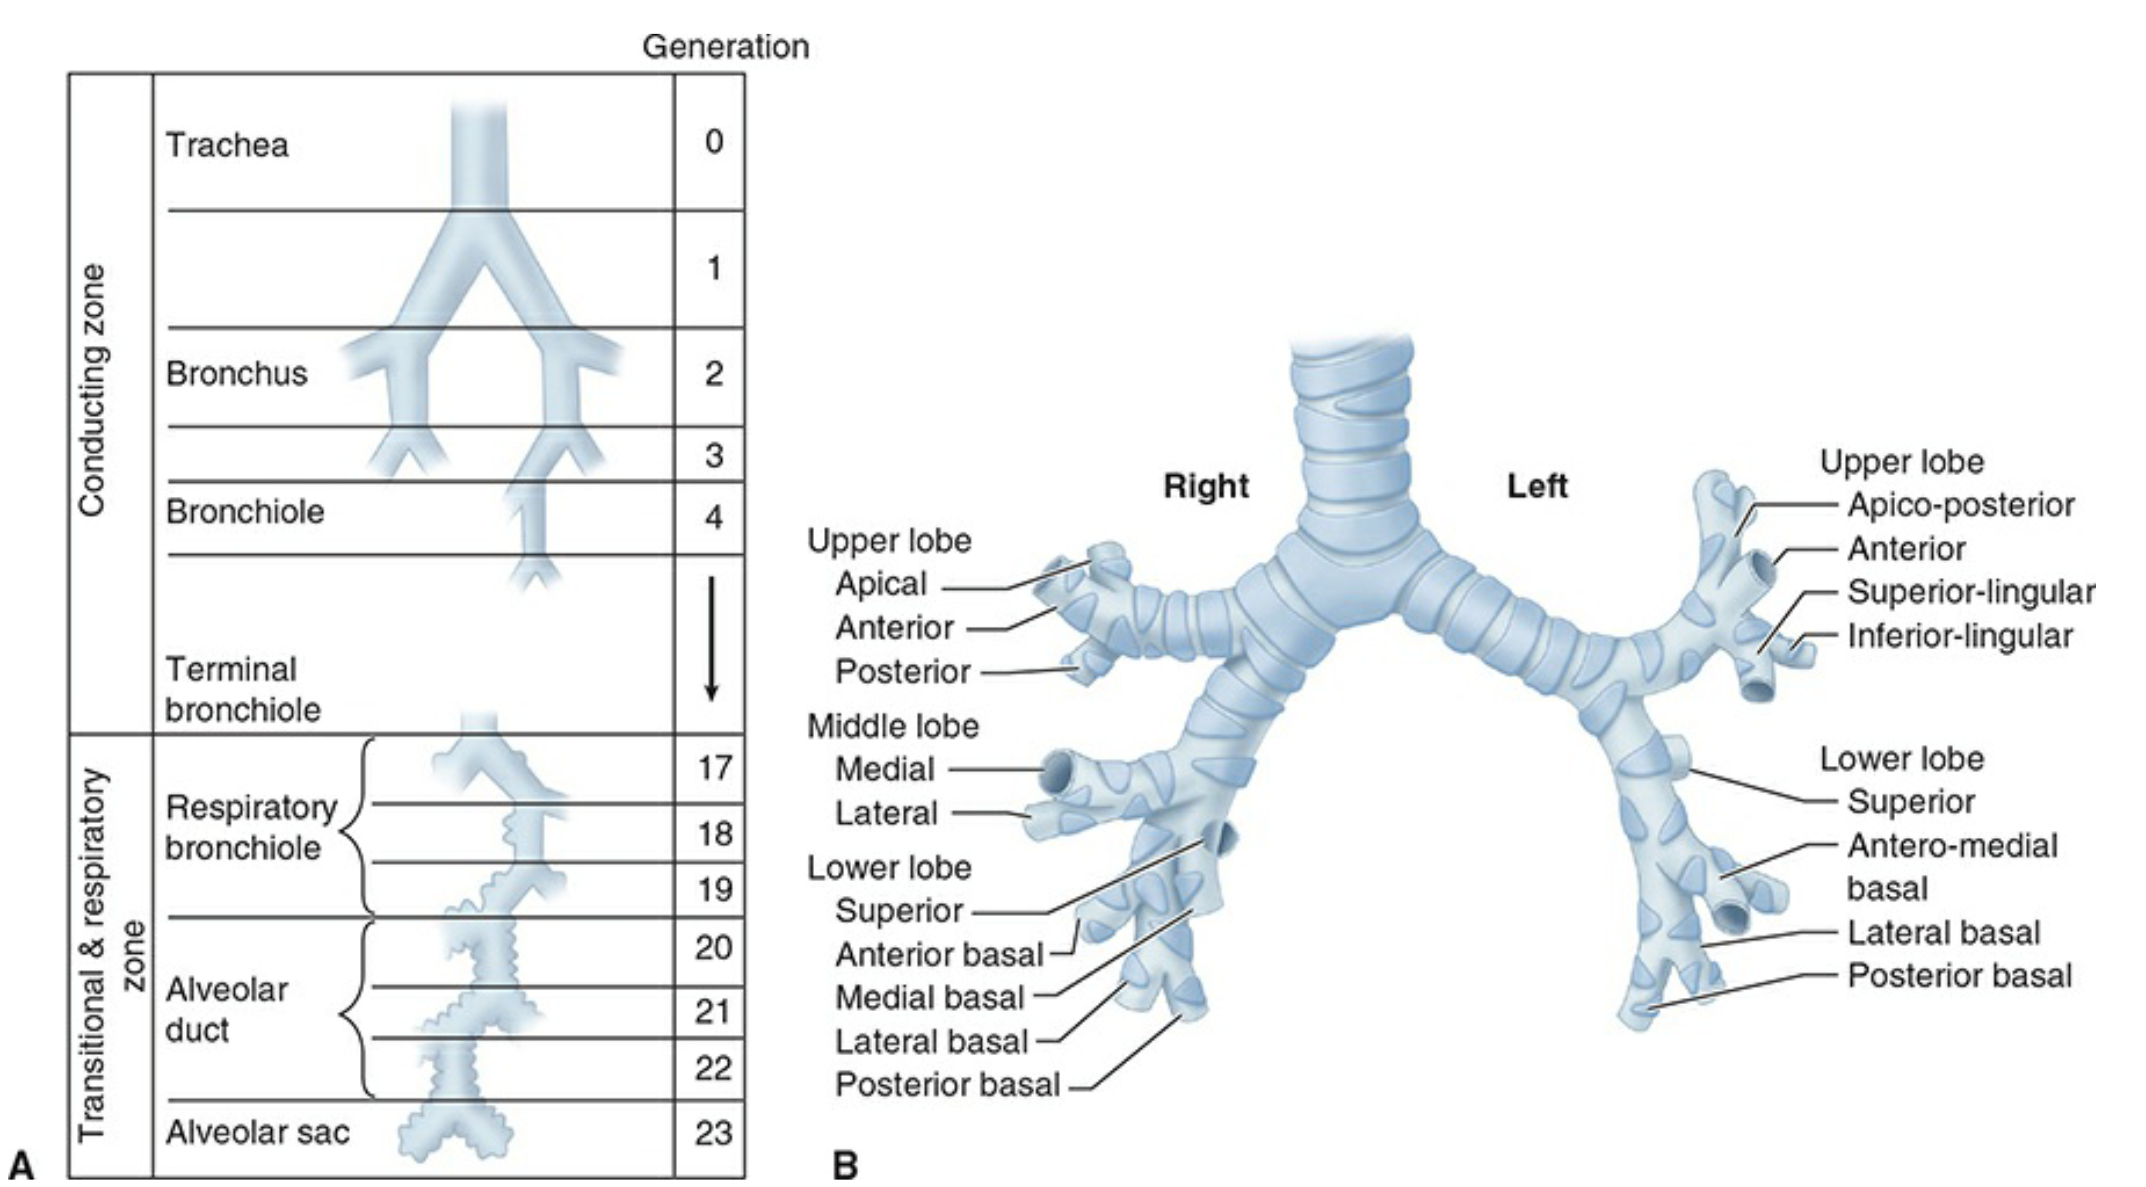 Generation
Conducting zone
Trachea
0
1
Bronchus
2
3
Bronchiole
4
Terminal
bronchiole
Transitional & respiratory
zone
Respiratory
bronchiole
17
18
19
Alveolar
duct
20
21
22
Alveolar sac
23
A
Right
Left
Upper lobe
Apical
Anterior
Posterior
Middle lobe
Medial
Lateral
Lower lobe
Superior
Anterior basal
Medial basal
Lateral basal
Posterior basal
Upper lobe
Apico-posterior
Anterior
Superior-lingular
Inferior-lingular
Lower lobe
Superior
Antero-medial
basal
Lateral basal
Posterior basal
B